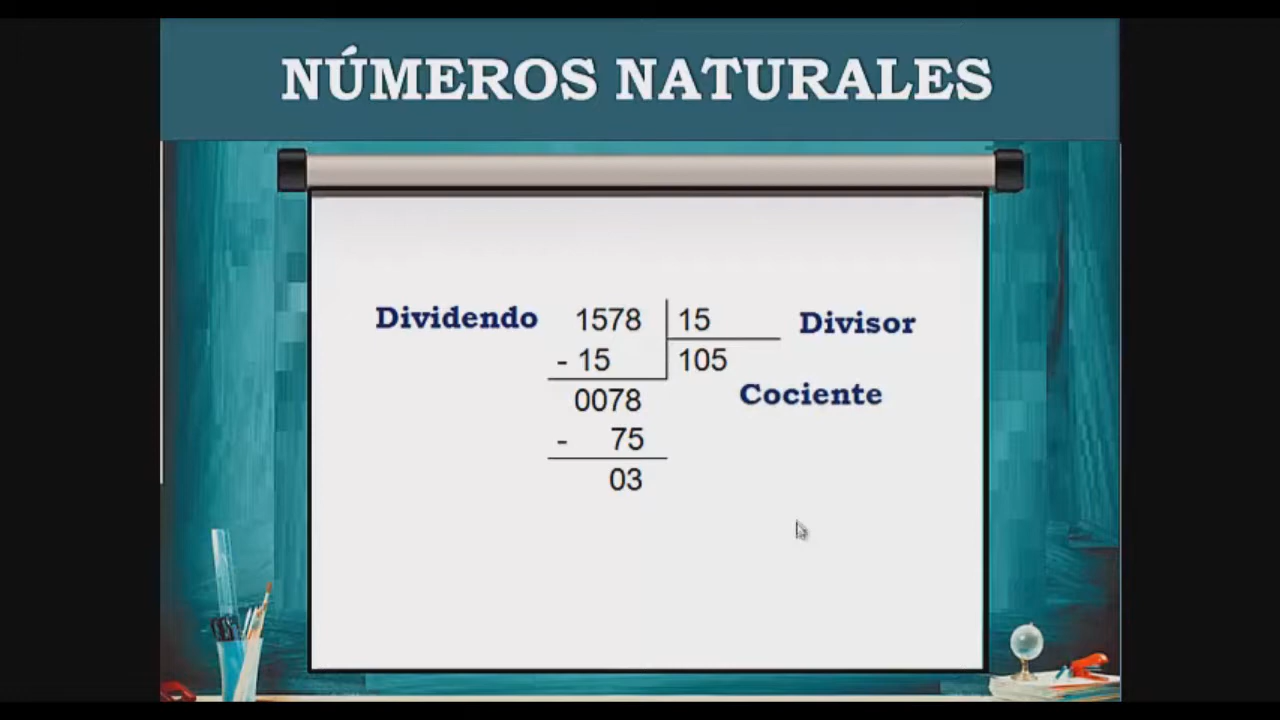 NÚMEROS NATURALES
Dividendo 1578 15 Divisor
- 15 105
Cociente
0078
- 75
03